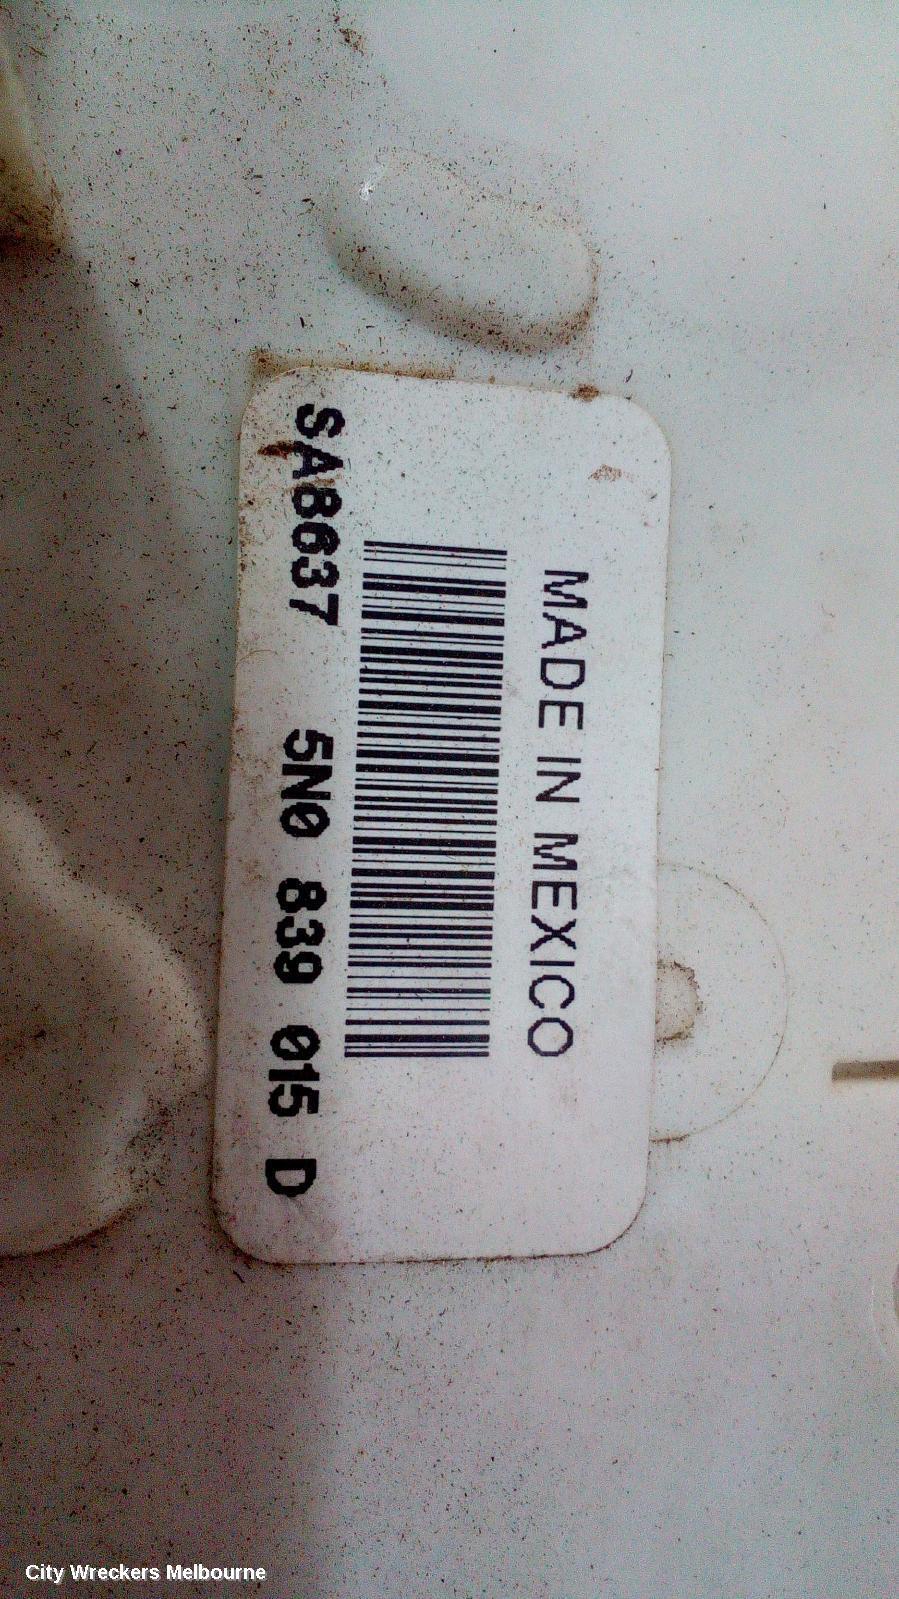 MADE IN MEXICO
SA8637 5N0 839 015 D
City Wreckers Melbourne